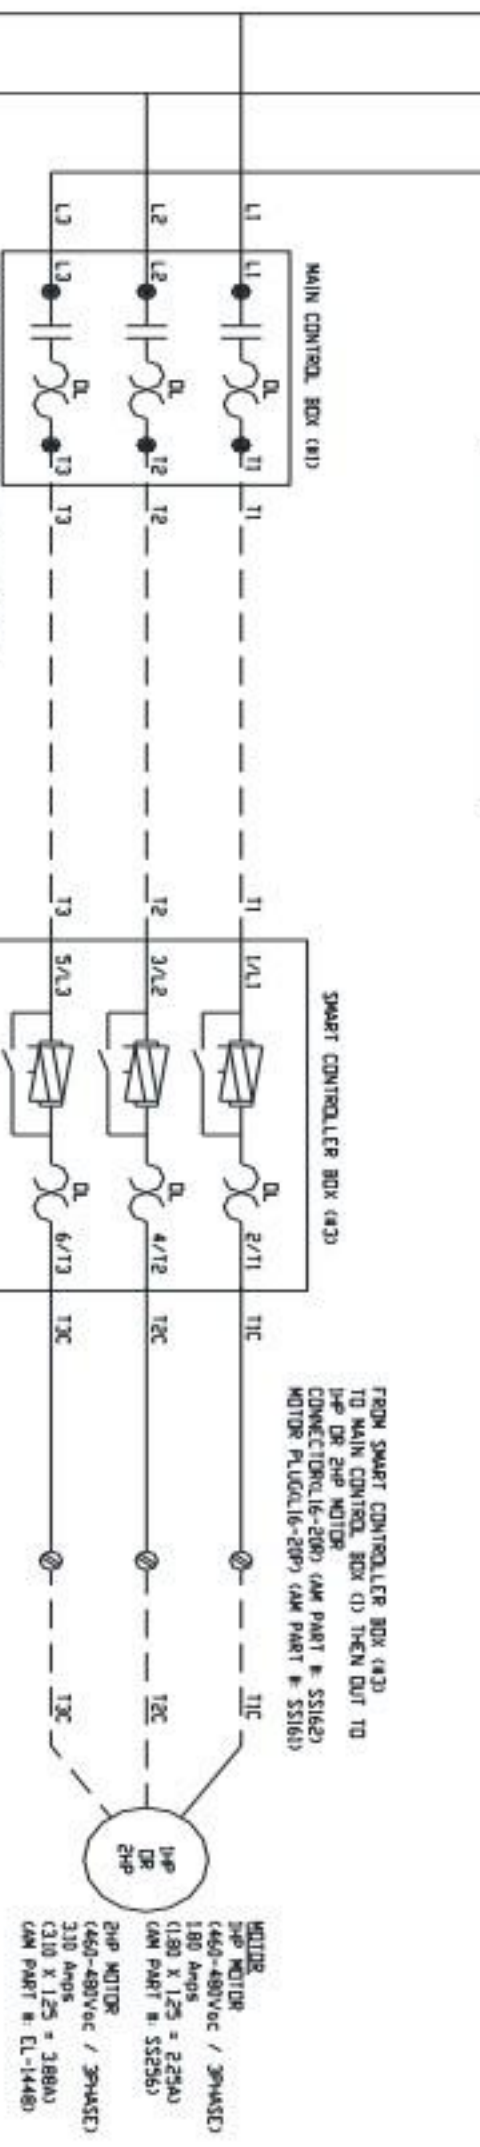 MAIN CONTROL BOX (#1)
L1
L1
OL
T1
T1
L2
L2
OL
T2
T2
L3
L3
OL
T3
T3
SMART CONTROLLER BOX (#3)
T1
1/L1
OL
2/T1
T1C
T2
3/L2
OL
4/T2
T2C
T3
5/L3
OL
6/T3
T3C
FROM SMART CONTROLLER BOX (#3)
TO MAIN CONTROL BOX (1) THEN OUT TO
1HP OR 2HP MOTOR
CONNECTOR(L16-20R) (AM PART #: SS162)
MOTOR PLUG(L16-20P) (AM PART #: SS161)
T1C
T2C
T3C
1HP
OR
2HP
MOTOR
1HP MOTOR
(460-480Vac / 3PHASE)
1.80 Amps
(1.80 X 1.25 = 2.25A)
(AM PART #: SS256)
2HP MOTOR
(460-480Vac / 3PHASE)
3.10 Amps
(3.10 X 1.25 = 3.88A)
(AM PART #: EL-1448)